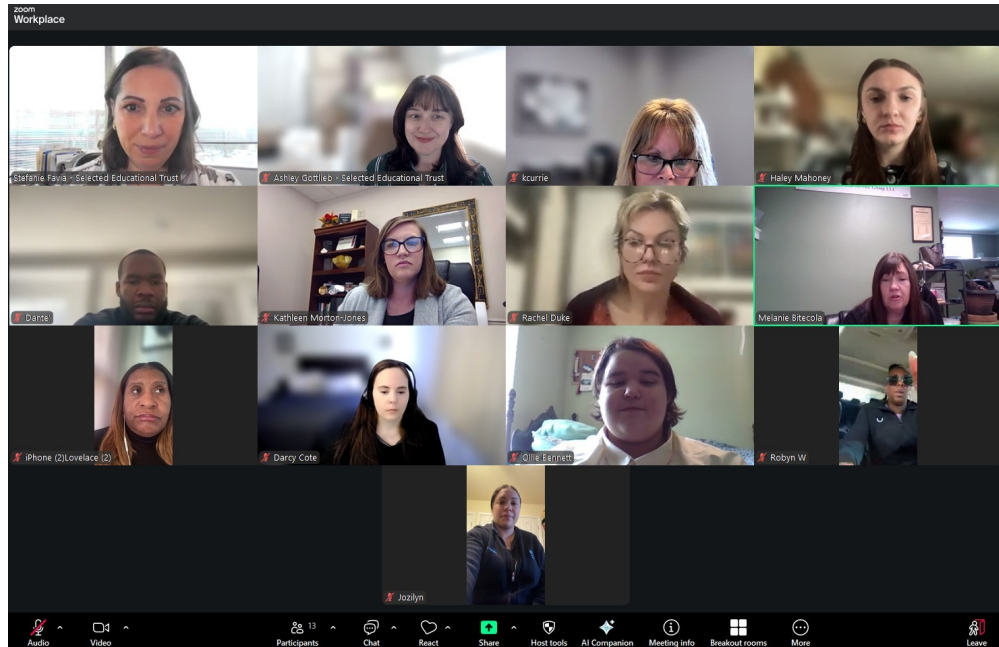 zoom
Workplace
Stefanie Favia - Selected Educational Trust
Ashley Gottlieb - Selected Educational Trust
kcurrie
Haley Mahoney
Dante
Kathleen Morton-Jones
Rachel Duke
Melanie Bitecola
iPhone (2)Lovelace (2)
Darcy Cote
Ollie Bennett
Robyn W
Jozilyn
Audio
Video
13
Participants
Chat
React
Share
Host tools
AI Companion
Meeting info
Breakout rooms
More
Leave